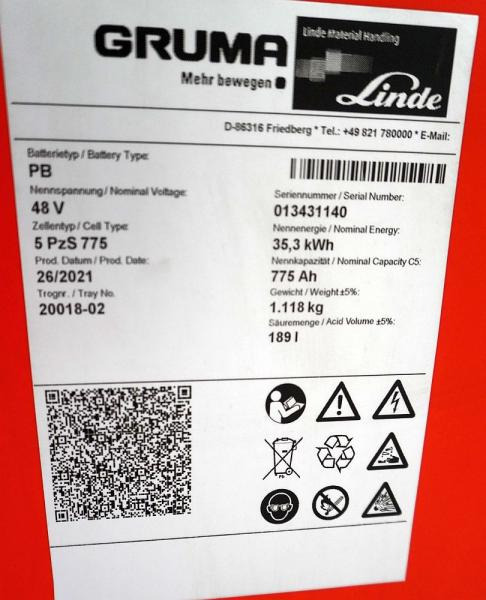 GRUMA
Mehr bewegen
Linde Material Handling
Linde
D-86316 Friedberg * Tel.: +49 821 780000 * E-Mail:
Batterietyp / Battery Type:
PB
Nennspannung / Nominal Voltage:
48 V
Zellentyp / Cell Type:
5 PzS 775
Prod. Datum / Prod. Date:
26/2021
Trognr. / Tray No.
20018-02
Seriennummer / Serial Number:
013431140
Nennenergie / Nominal Energy:
35,3 kWh
Nennkapazität / Nominal Capacity C5:
775 Ah
Gewicht / Weight ±5%:
1.118 kg
Säuremenge / Acid Volume ±5%:
189 l